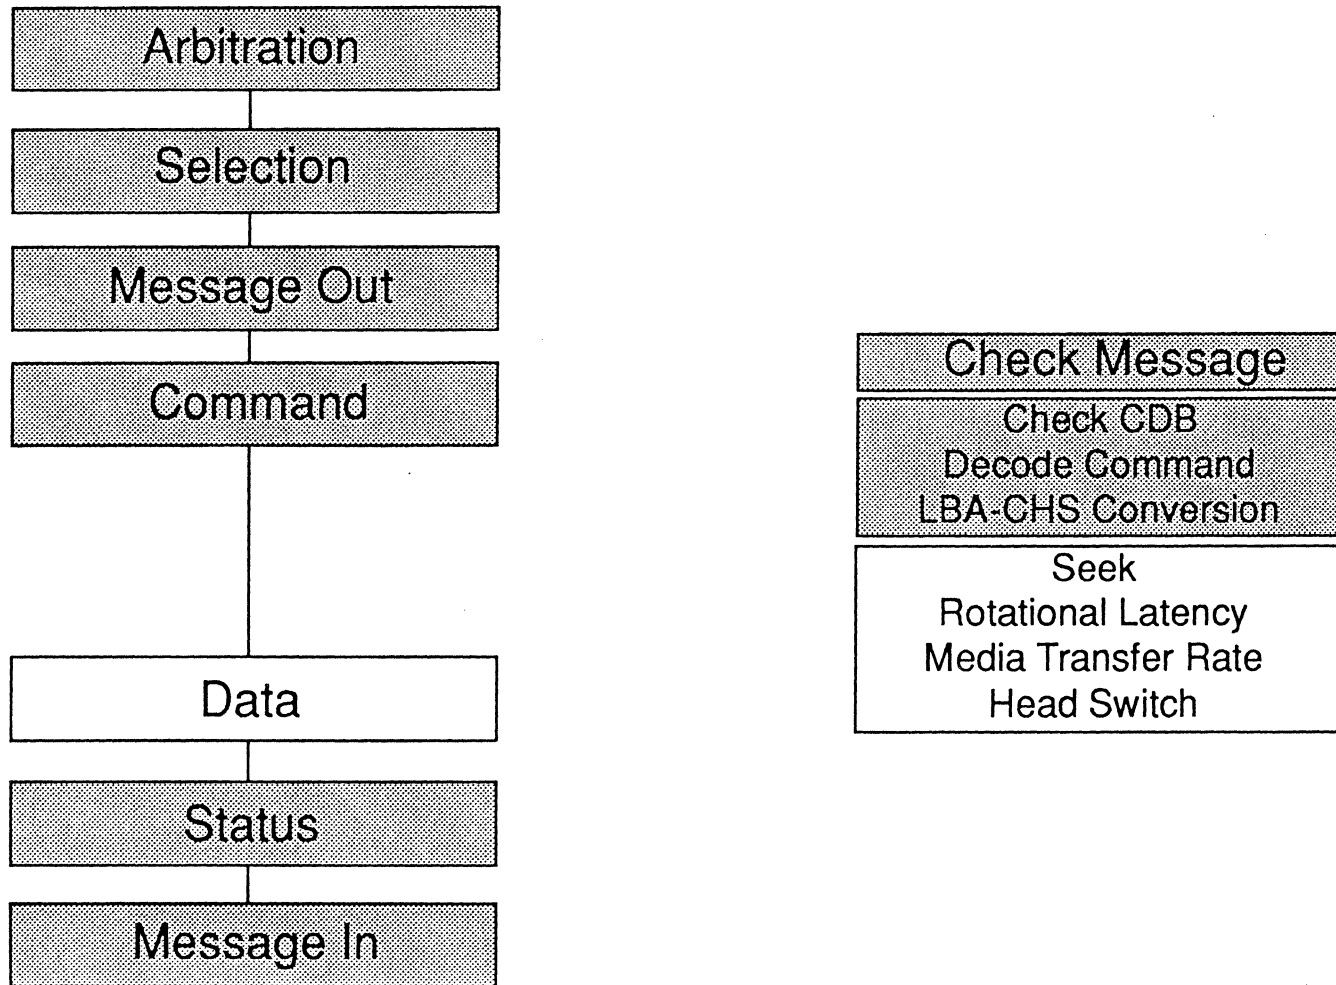 Arbitration
Selection
Message Out
Command
Data
Status
Message In
Check Message
Check CDB
Decode Command
LBA-CHS Conversion
Seek
Rotational Latency
Media Transfer Rate
Head Switch